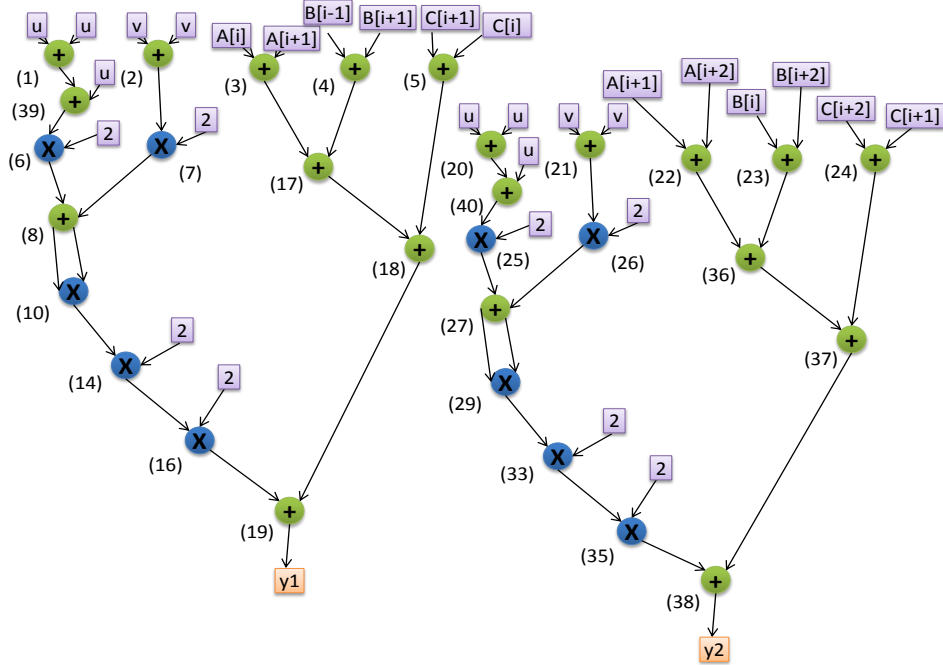 u u v v A[i] A[i+1] B[i-1] B[i+1] C[i+1] C[i]
+ + + + +
(1) (2) (3) (4) (5)
u
+
(39)
2 2
X X
(6) (7)
+
(17)
+
(8)
+
(18)
X
(10)
2
X
(14)
2
X
(16)
+
(19)
y1
A[i+1] A[i+2] B[i] B[i+2] C[i+2] C[i+1]
u u v v
+ + + + +
(20) (21) (22) (23) (24)
u
+
(40)
2 2
X X
(25) (26)
+
(36)
+
(27)
+
(37)
X
(29)
2
X
(33)
2
X
(35)
+
(38)
y2